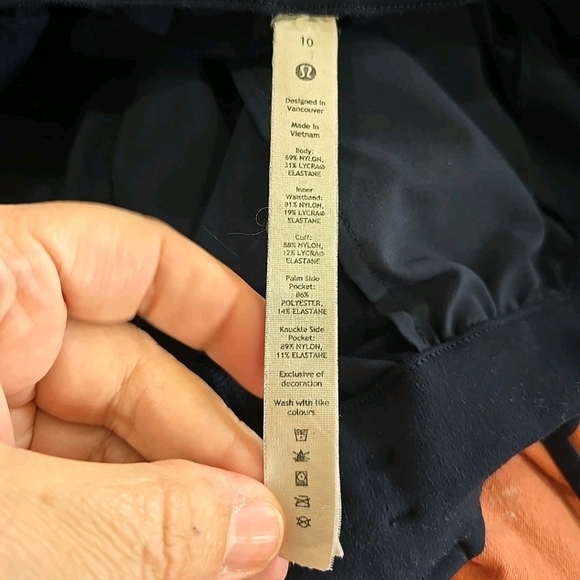 10
Designed in
Vancouver
Made in
Vietnam
Body:
69% NYLON,
31% LYCRA®
ELASTANE
Inner
Waistband:
81% NYLON,
19% LYCRA®
ELASTANE
Cuff:
88% NYLON,
12% LYCRA®
ELASTANE
Palm Side
Pocket:
86%
POLYESTER,
14% ELASTANE
Knuckle Side
Pocket:
89% NYLON,
11% ELASTANE
Exclusive of
decoration
Wash with like
colours